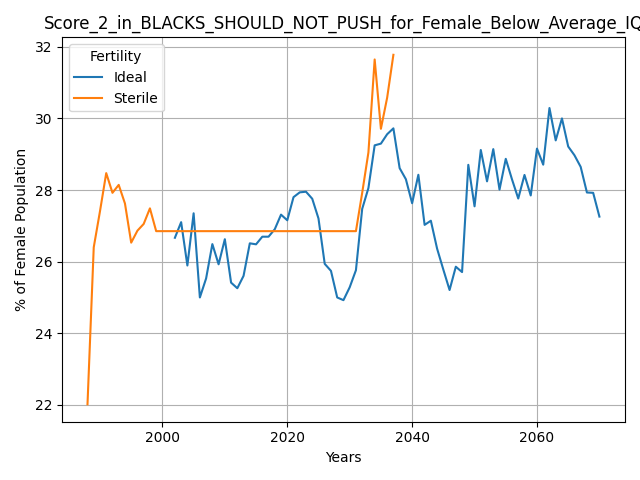 Score_2_in_BLACKS_SHOULD_NOT_PUSH_for_Female_Below_Average_IQ
Fertility
Ideal
Sterile
% of Female Population
32
30
28
26
24
22
2000
2020
2040
2060
Years